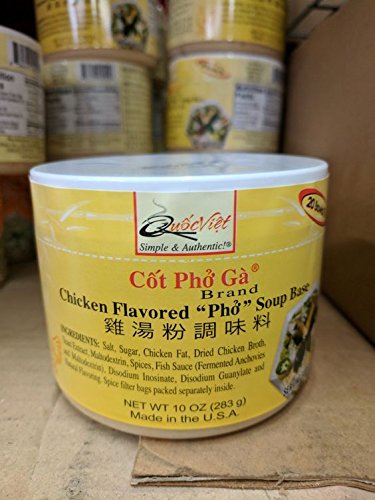 QuốcViệt
Simple & Authentic!®
20
Cốt Phở Gà®
Brand
Chicken Flavored "Phở" Soup Base
雞湯粉調味料
INGREDIENTS: Salt, Sugar, Chicken Fat, Dried Chicken Broth,
Yeast Extract, Maltodextrin, Spices, Fish Sauce (Fermented Anchovies
and Maltodextrin), Disodium Inosinate, Disodium Guanylate and
Natural Flavoring. Spice filter bags packed separately inside.
NET WT 10 OZ (283 g)
Made in the U.S.A.